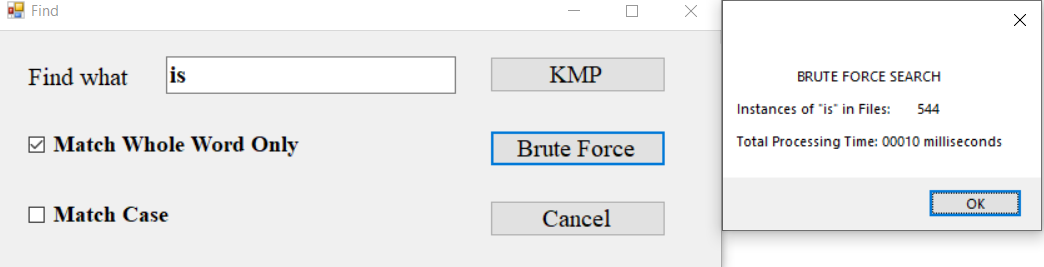 Find
Find what is KMP
Match Whole Word Only Brute Force
Match Case Cancel
BRUTE FORCE SEARCH
Instances of "is" in Files: 544
Total Processing Time: 00010 milliseconds
OK